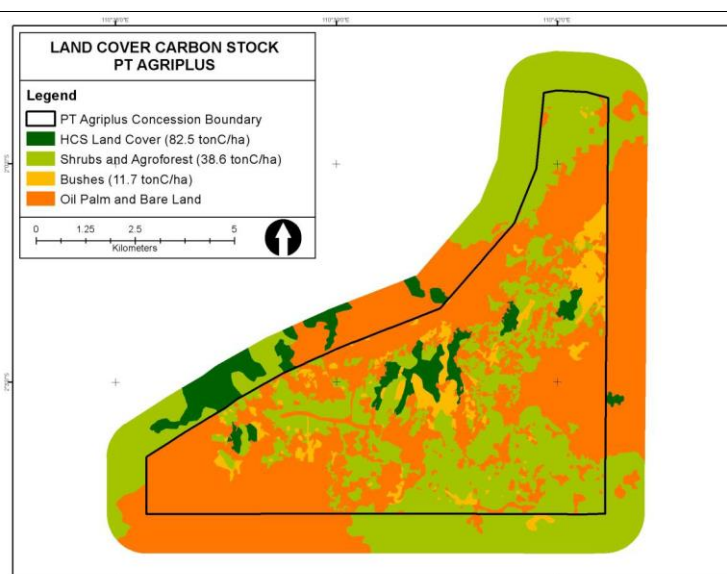 LAND COVER CARBON STOCK
PT AGRIPLUS
Legend
PT Agriplus Concession Boundary
HCS Land Cover (82.5 tonC/ha)
Shrubs and Agroforest (38.6 tonC/ha)
Bushes (11.7 tonC/ha)
Oil Palm and Bare Land
0 1.25 2.5 5
Kilometers